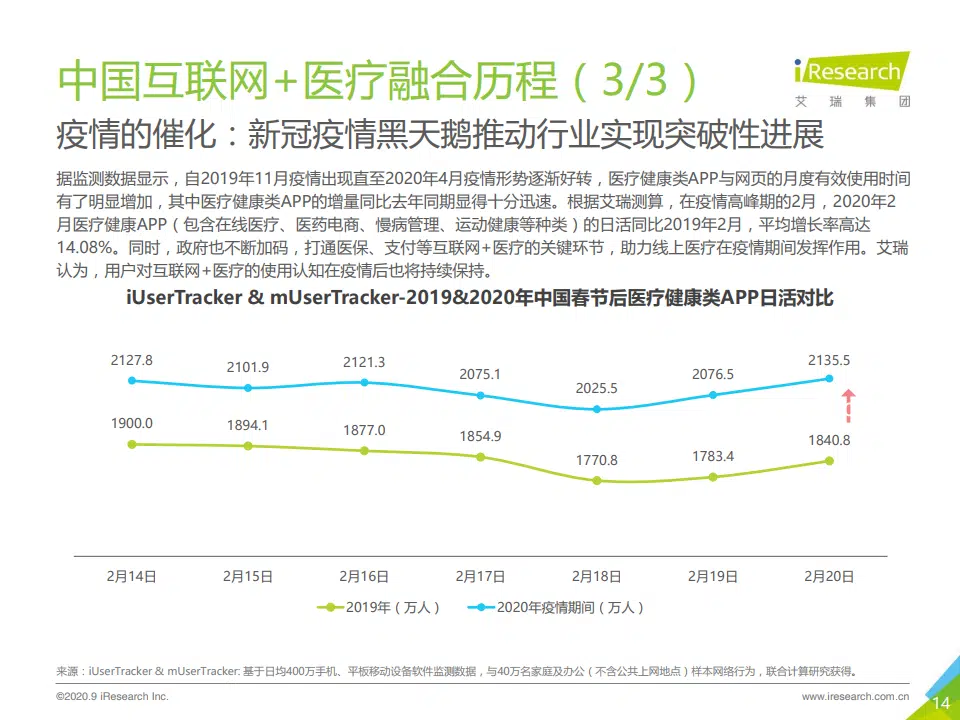 中国互联网+医疗融合历程（3/3）
iResearch
艾 瑞 集 团
疫情的催化：新冠疫情黑天鹅推动行业实现突破性进展
据监测数据显示，自2019年11月疫情出现直至2020年4月疫情形势逐渐好转，医疗健康类APP与网页的月度有效使用时间
有了明显增加，其中医疗健康类APP的增量同比去年同期显得十分迅速。根据艾瑞测算，在疫情高峰期的2月，2020年2
月医疗健康APP（包含在线医疗、医药电商、慢病管理、运动健康等种类）的日活同比2019年2月，平均增长率高达
14.08%。同时，政府也不断加码，打通医保、支付等互联网+医疗的关键环节，助力线上医疗在疫情期间发挥作用。艾瑞
认为，用户对互联网+医疗的使用认知在疫情后也将持续保持。
iUserTracker & mUserTracker-2019&2020年中国春节后医疗健康类APP日活对比
2127.8 2101.9 2121.3 2075.1 2025.5 2076.5 2135.5
1900.0 1894.1 1877.0 1854.9 1770.8 1783.4 1840.8
2月14日 2月15日 2月16日 2月17日 2月18日 2月19日 2月20日
2019年（万人） 2020年疫情期间（万人）
来源：iUserTracker & mUserTracker: 基于日均400万手机、平板移动设备软件监测数据，与40万名家庭及办公（不含公共上网地点）样本网络行为，联合计算研究获得。
©2020.9 iResearch Inc.
www.iresearch.com.cn
14